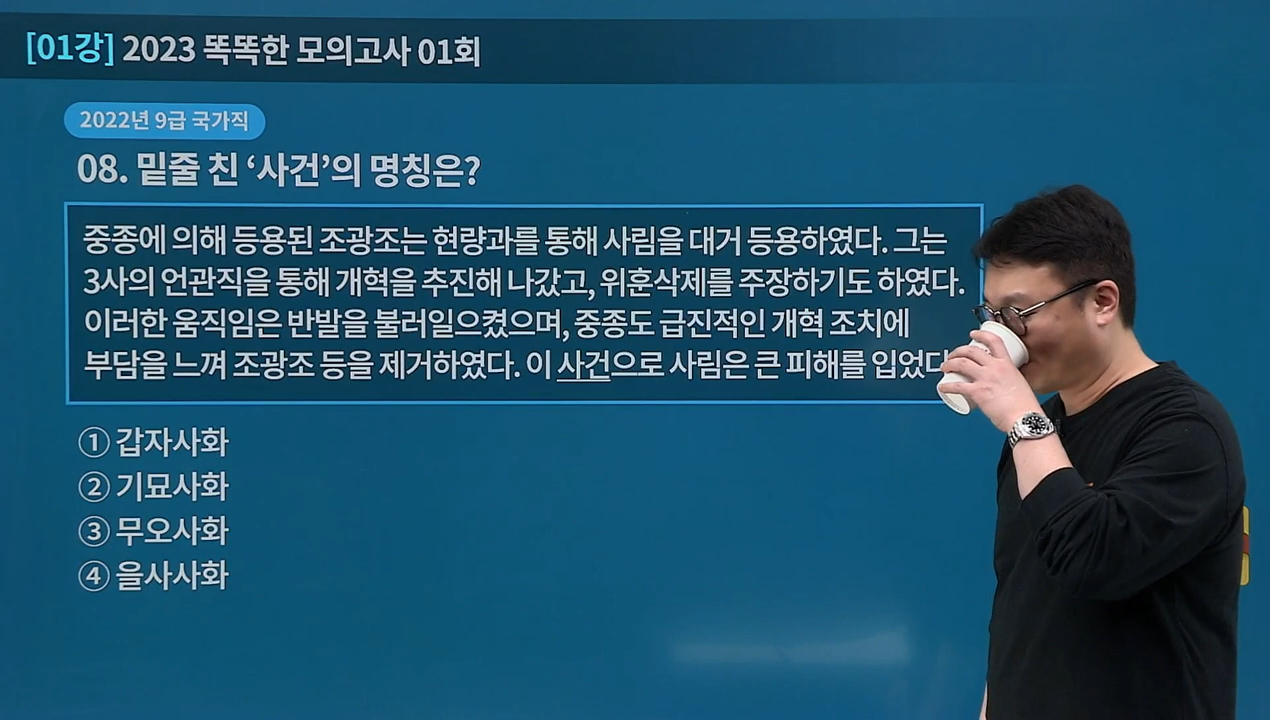 [01강] 2023 똑똑한 모의고사 01회
2022년 9급 국가직
08. 밑줄 친 ‘사건’의 명칭은?
중종에 의해 등용된 조광조는 현량과를 통해 사림을 대거 등용하였다. 그는
3사의 언관직을 통해 개혁을 추진해 나갔고, 위훈삭제를 주장하기도 하였다.
이러한 움직임은 반발을 불러일으켰으며, 중종도 급진적인 개혁 조치에
부담을 느껴 조광조 등을 제거하였다. 이 사건으로 사림은 큰 피해를 입었다
① 갑자사화
② 기묘사화
③ 무오사화
④ 을사사화